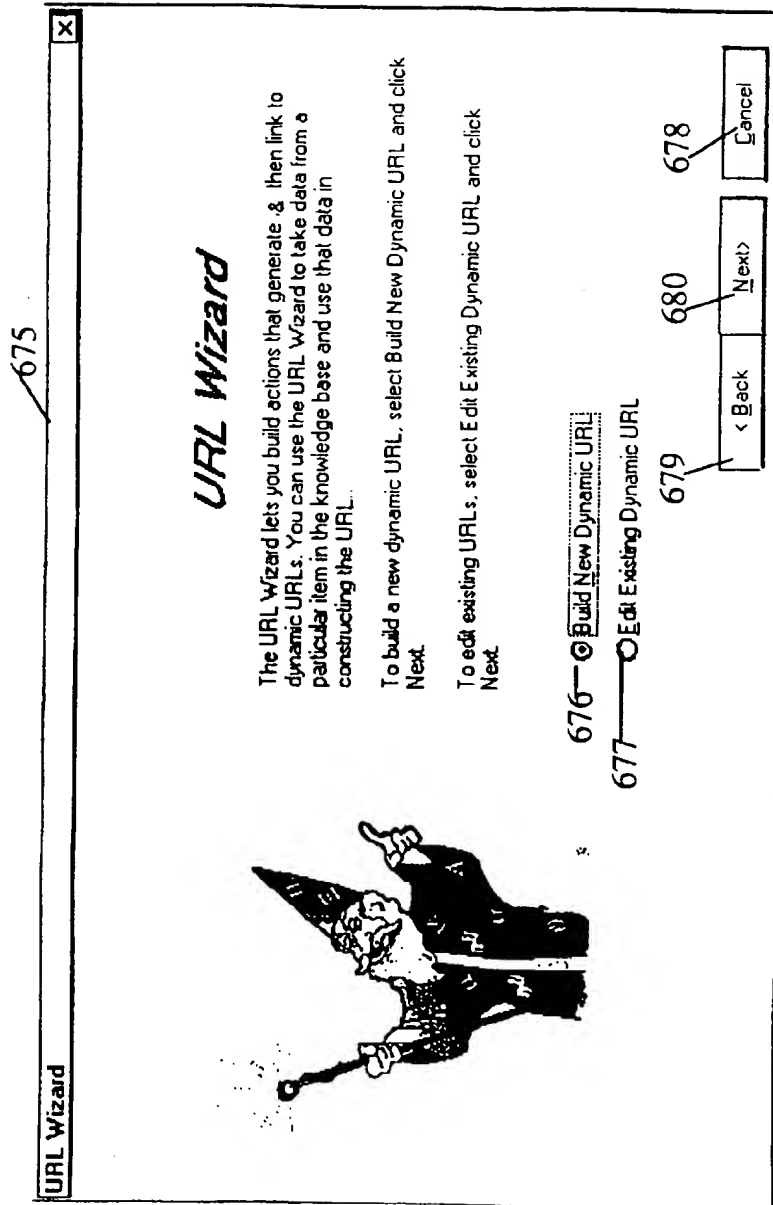 675
URL Wizard
URL Wizard
The URL Wizard lets you build actions that generate & then link to
dynamic URLs. You can use the URL Wizard to take data from a
particular item in the knowledge base and use that data in
constructing the URL..
To build a new dynamic URL, select Build New Dynamic URL and click
Next.
To edit existing URLs, select Edit Existing Dynamic URL and click
Next.
676
Build New Dynamic URL
677
Edit Existing Dynamic URL
679
680
678
< Back
Next>
Cancel